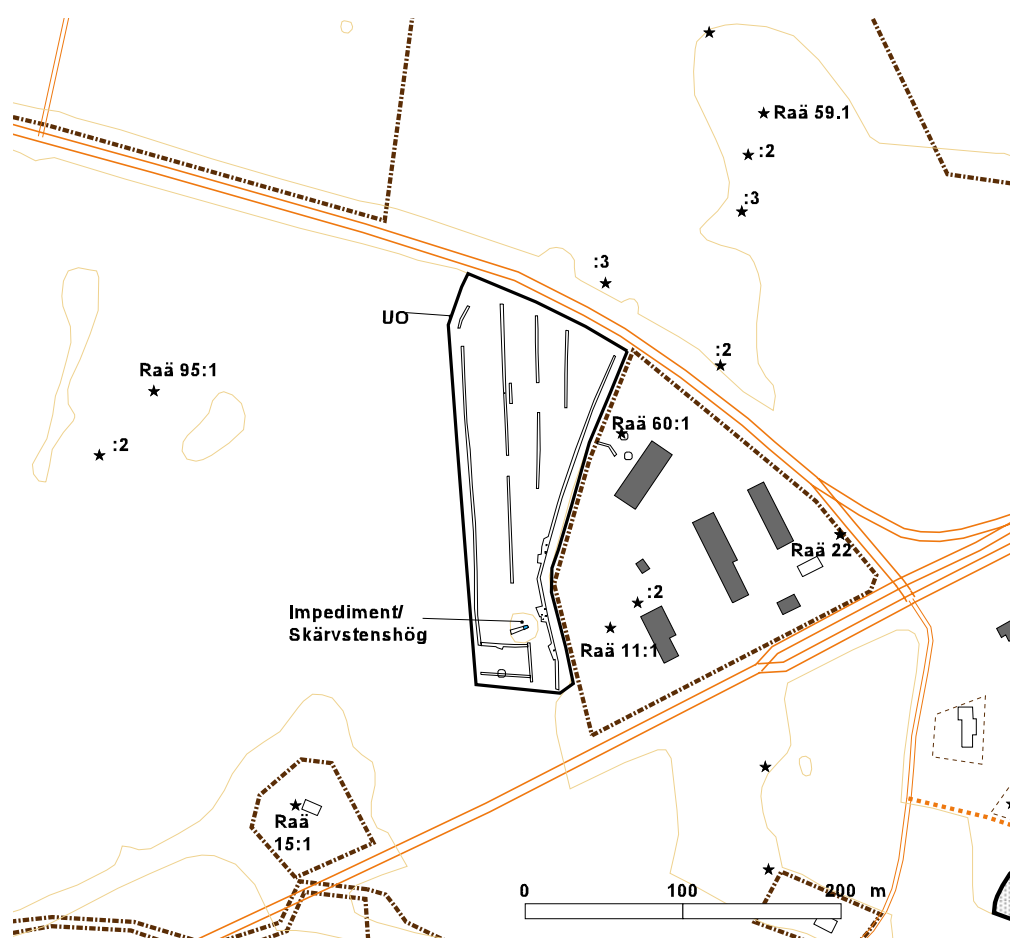 Raä 59.1
:2
:3
:3
UO
:2
Raä 95:1
Raä 60:1
:2
Raä 22
:2
Impediment/
Skärvstenshög
Raä 11:1
Raä
15:1
0 100 200 m